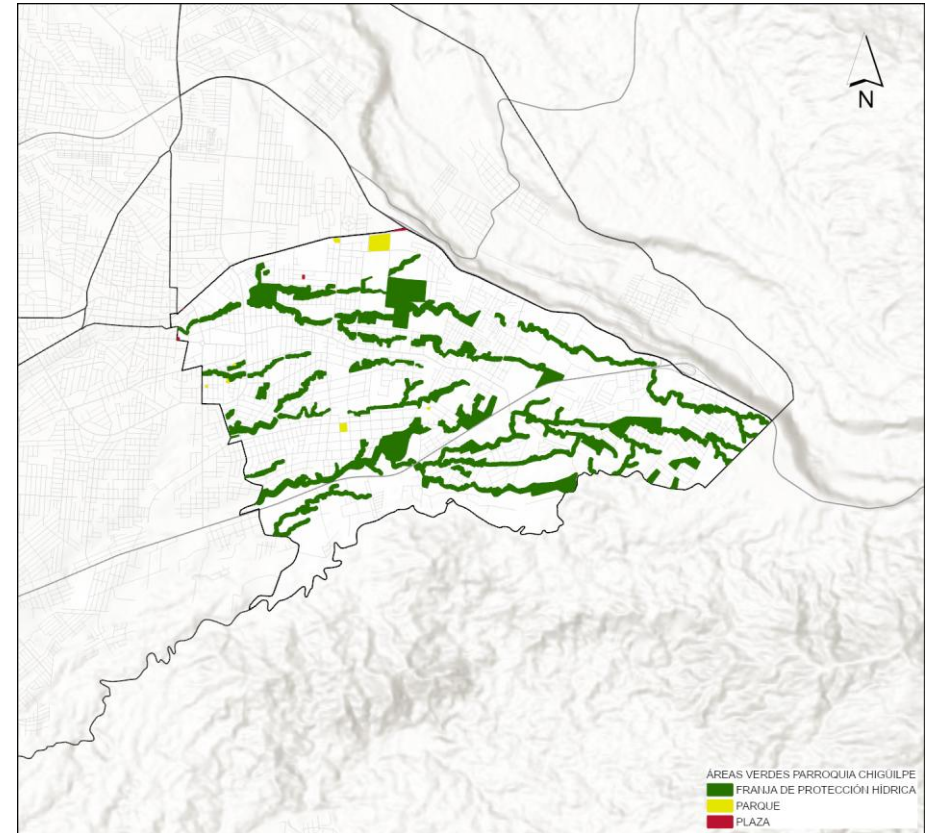 N
ÁREAS VERDES PARROQUIA CHIGÜILPE
FRANJA DE PROTECCIÓN HÍDRICA
PARQUE
PLAZA